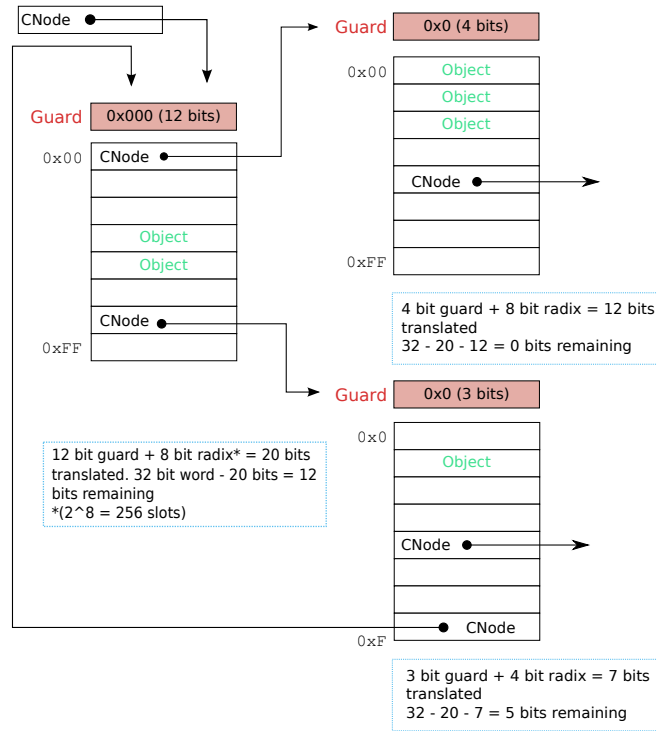 CNode
Guard
0x000 (12 bits)
0x00
CNode
Object
Object
CNode
0xFF
12 bit guard + 8 bit radix* = 20 bits
translated. 32 bit word - 20 bits = 12
bits remaining
*(2^8 = 256 slots)
Guard
0x0 (4 bits)
0x00
Object
Object
Object
CNode
0xFF
4 bit guard + 8 bit radix = 12 bits
translated
32 - 20 - 12 = 0 bits remaining
Guard
0x0 (3 bits)
0x0
Object
CNode
CNode
0xF
3 bit guard + 4 bit radix = 7 bits
translated
32 - 20 - 7 = 5 bits remaining